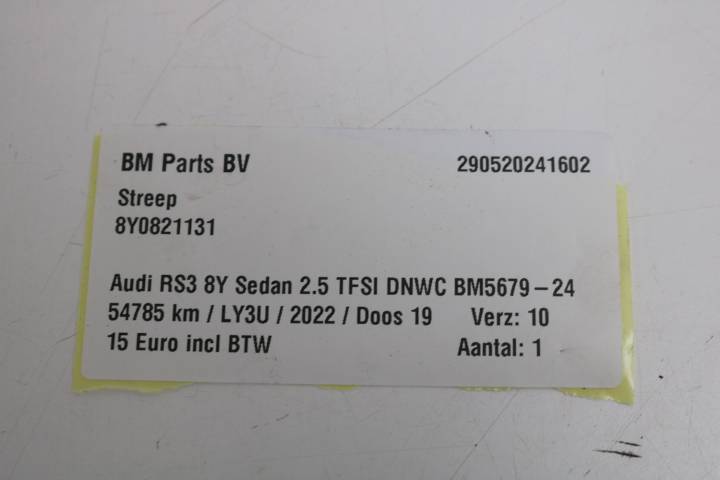 BM Parts BV 290520241602
Streep
8Y0821131
Audi RS3 8Y Sedan 2.5 TFSI DNWC BM5679-24
54785 km / LY3U / 2022 / Doos 19 Verz: 10
15 Euro incl BTW Aantal: 1